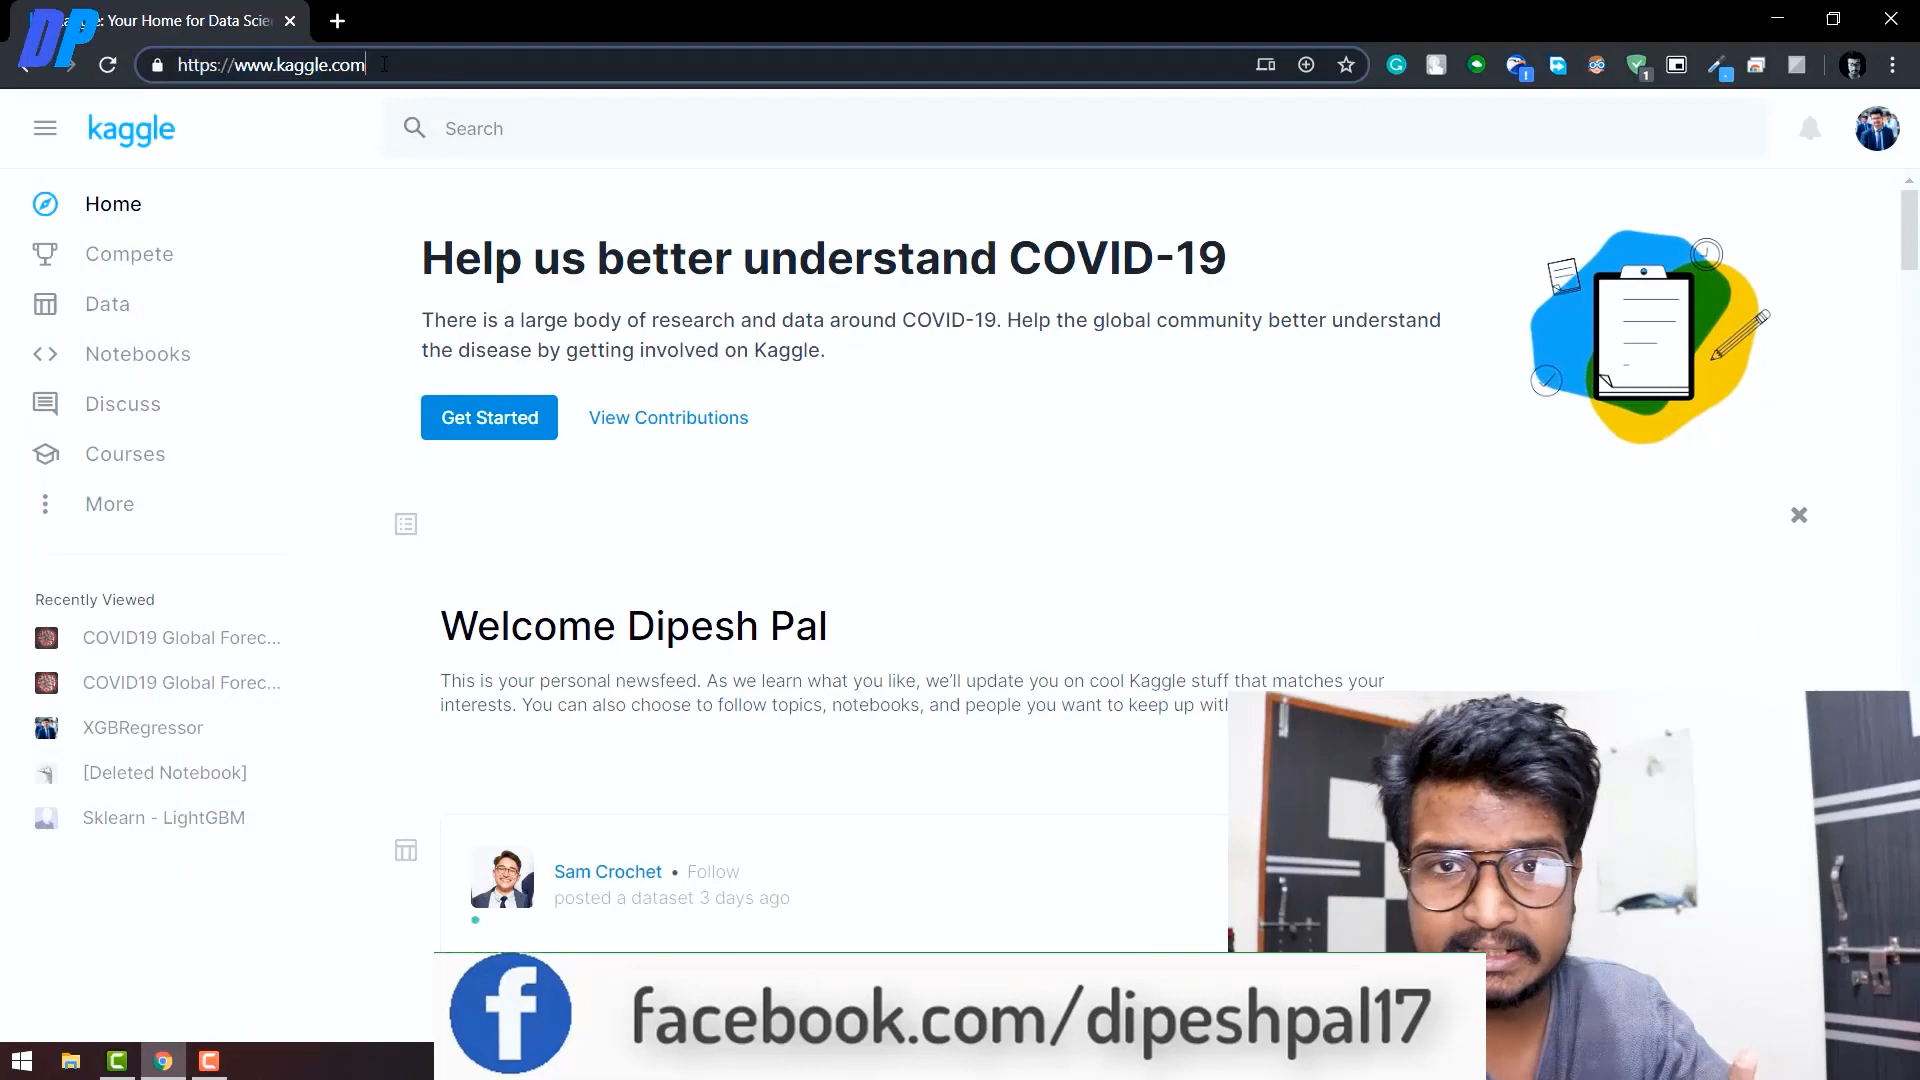 DP
Kaggle: Your Home for Data Scie
https://www.kaggle.com
kaggle
Search
Home
Compete
Data
Notebooks
Discuss
Courses
More
Recently Viewed
COVID19 Global Forec...
COVID19 Global Forec...
XGBRegressor
[Deleted Notebook]
Sklearn - LightGBM
Help us better understand COVID-19
There is a large body of research and data around COVID-19. Help the global community better understand
the disease by getting involved on Kaggle.
Get Started
View Contributions
Welcome Dipesh Pal
This is your personal newsfeed. As we learn what you like, we'll update you on cool Kaggle stuff that matches your
interests. You can also choose to follow topics, notebooks, and people you want to keep up wit
Sam Crochet • Follow
posted a dataset 3 days ago
facebook.com/dipeshpal17